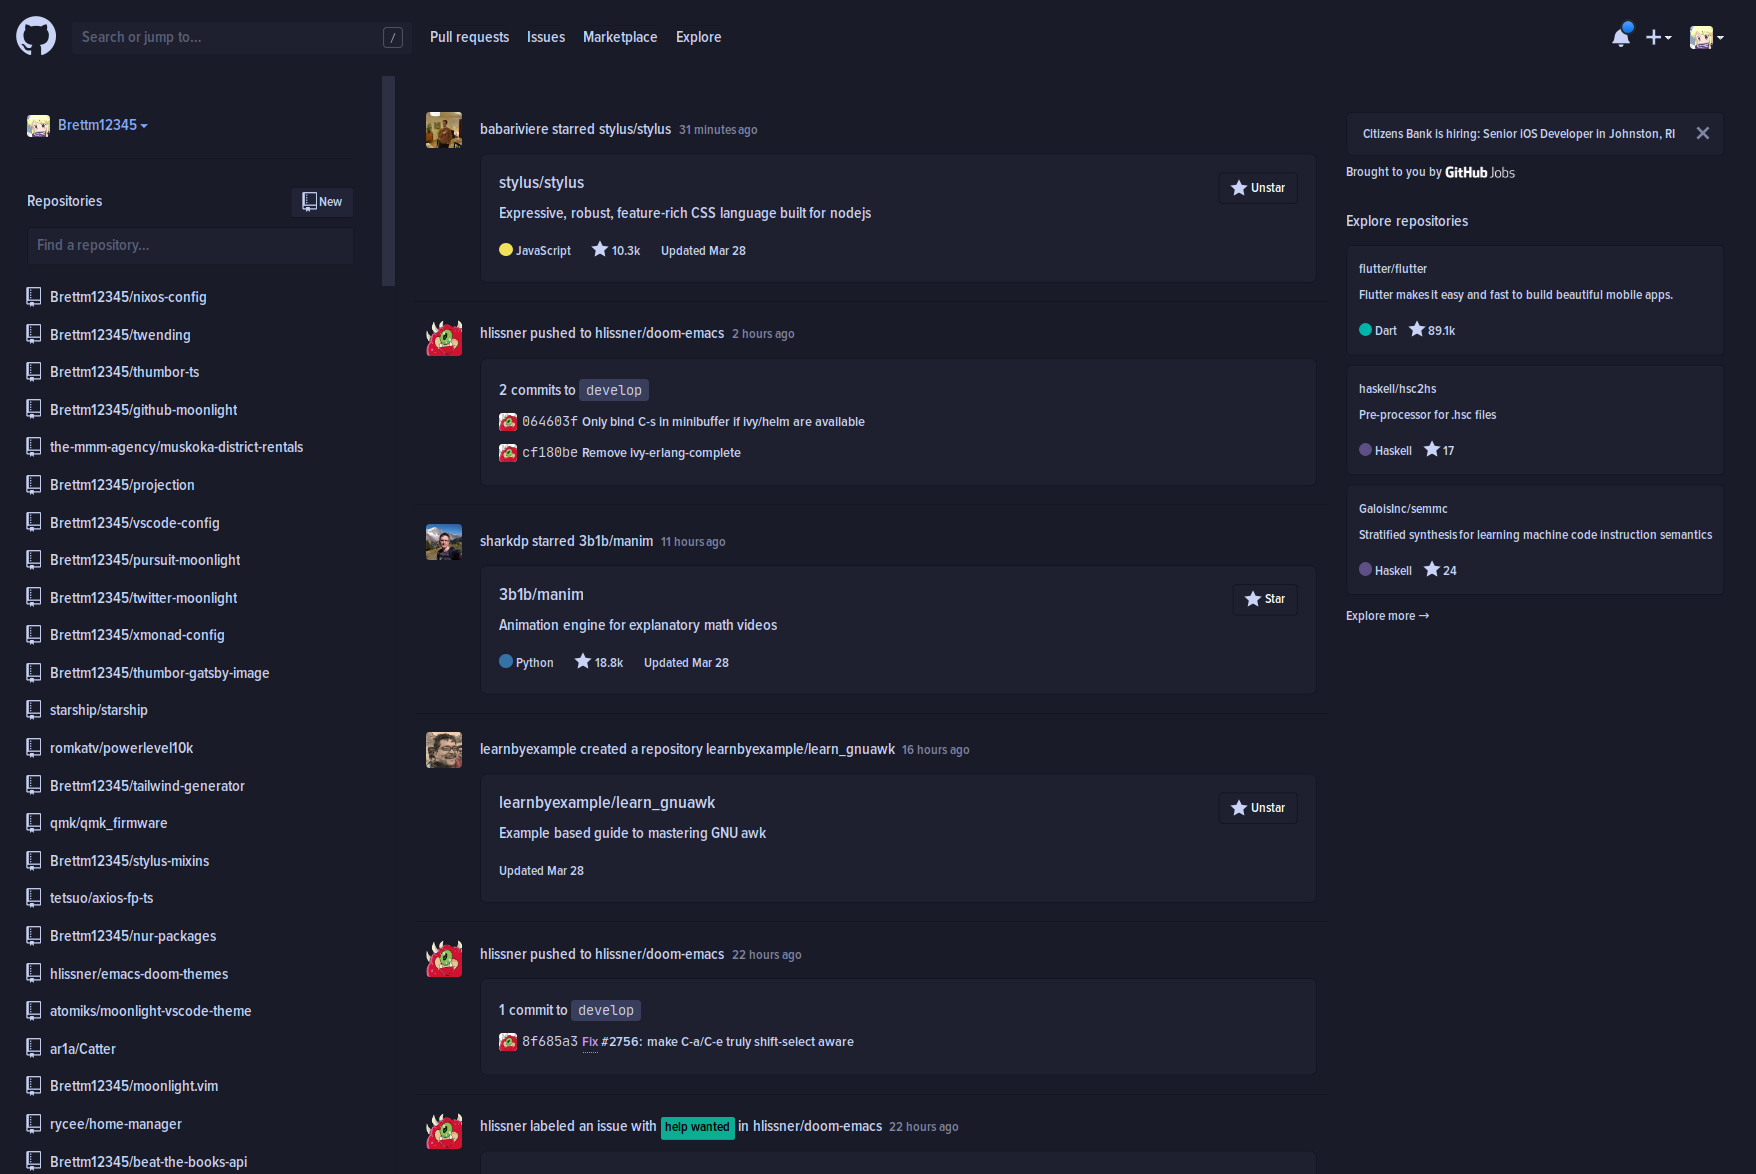 Search or jump to...
/
Pull requests
Issues
Marketplace
Explore
Brettm12345
Repositories
New
Find a repository...
Brettm12345/nixos-config
Brettm12345/twending
Brettm12345/thumbor-ts
Brettm12345/github-moonlight
the-mmm-agency/muskoka-district-rentals
Brettm12345/projection
Brettm12345/vscode-config
Brettm12345/pursuit-moonlight
Brettm12345/twitter-moonlight
Brettm12345/xmonad-config
Brettm12345/thumbor-gatsby-image
starship/starship
romkatv/powerlevel10k
Brettm12345/tailwind-generator
qmk/qmk_firmware
Brettm12345/stylus-mixins
tetsuo/axios-fp-ts
Brettm12345/nur-packages
hlissner/emacs-doom-themes
atomiks/moonlight-vscode-theme
ar1a/Catter
Brettm12345/moonlight.vim
rycee/home-manager
Brettm12345/beat-the-books-api
babariviere starred stylus/stylus 31 minutes ago
stylus/stylus
Unstar
Expressive, robust, feature-rich CSS language built for nodejs
JavaScript 10.3k Updated Mar 28
hlissner pushed to hlissner/doom-emacs 2 hours ago
2 commits to develop
064603f Only bind C-s in minibuffer if ivy/helm are available
cf180be Remove ivy-erlang-complete
sharkdp starred 3b1b/manim 11 hours ago
3b1b/manim
Star
Animation engine for explanatory math videos
Python 18.8k Updated Mar 28
learnbyexample created a repository learnbyexample/learn_gnuawk 16 hours ago
learnbyexample/learn_gnuawk
Unstar
Example based guide to mastering GNU awk
Updated Mar 28
hlissner pushed to hlissner/doom-emacs 22 hours ago
1 commit to develop
8f685a3 Fix #2756: make C-a/C-e truly shift-select aware
hlissner labeled an issue with help wanted in hlissner/doom-emacs 22 hours ago
Citizens Bank is hiring: Senior iOS Developer in Johnston, RI
Brought to you by GitHub Jobs
Explore repositories
flutter/flutter
Flutter makes it easy and fast to build beautiful mobile apps.
Dart 89.1k
haskell/hsc2hs
Pre-processor for .hsc files
Haskell 17
GaloisInc/semmc
Stratified synthesis for learning machine code instruction semantics
Haskell 24
Explore more →